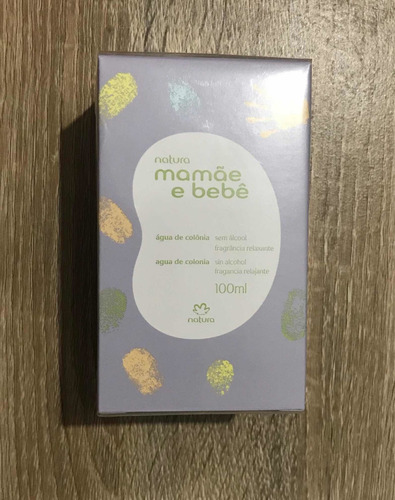 natura
mamãe
e bebê
água de colônia sem álcool
fragrância relaxante
agua de colonia sin alcohol
fragancia relajante
100ml
natura